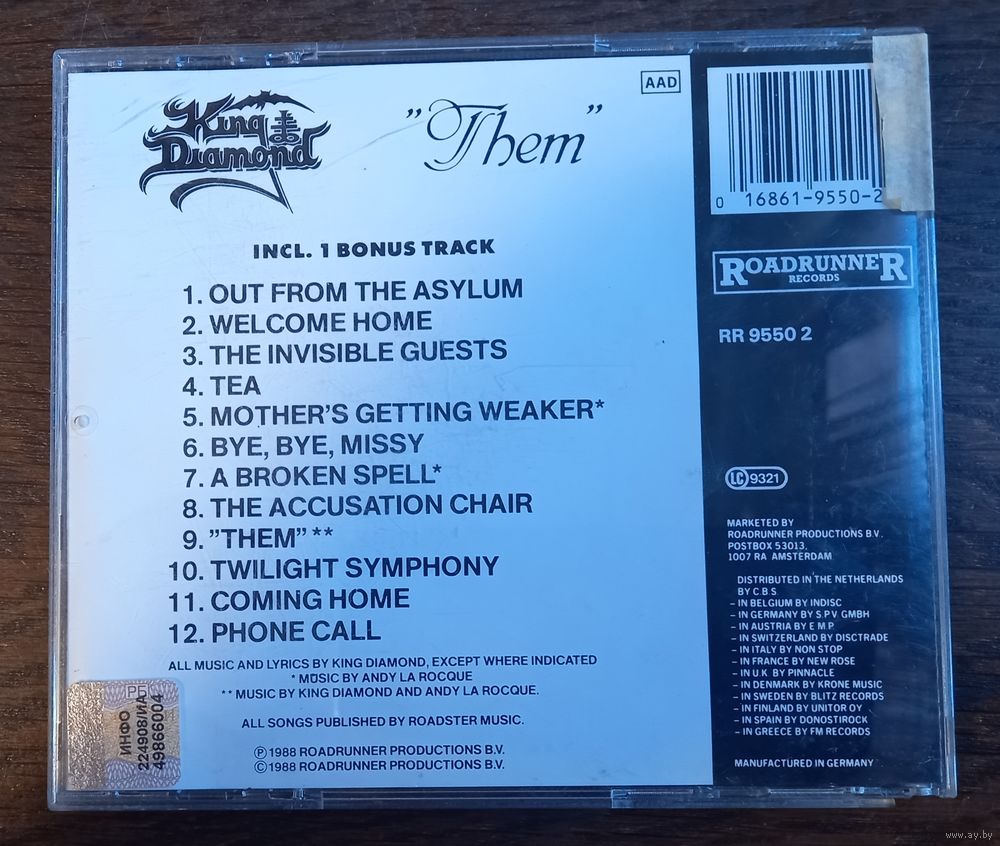 King
Diamond
"Them"
AAD
INCL. 1 BONUS TRACK
1. OUT FROM THE ASYLUM
2. WELCOME HOME
3. THE INVISIBLE GUESTS
4. TEA
5. MOTHER'S GETTING WEAKER*
6. BYE, BYE, MISSY
7. A BROKEN SPELL*
8. THE ACCUSATION CHAIR
9. "THEM" **
10. TWILIGHT SYMPHONY
11. COMING HOME
12. PHONE CALL
ALL MUSIC AND LYRICS BY KING DIAMOND, EXCEPT WHERE INDICATED
* MUSIC BY ANDY LA ROCQUE
** MUSIC BY KING DIAMOND AND ANDY LA ROCQUE.
ALL SONGS PUBLISHED BY ROADSTER MUSIC.
Ⓟ 1988 ROADRUNNER PRODUCTIONS B.V.
© 1988 ROADRUNNER PRODUCTIONS B.V.
ИНФО
224908/ИЛ
49866004
0 16861-9550-2
ROADRUNNER
RECORDS
RR 9550 2
LC 9321
MARKETED BY
ROADRUNNER PRODUCTIONS B.V.
POSTBOX 53013,
1007 RA AMSTERDAM
DISTRIBUTED IN THE NETHERLANDS
BY C.B.S.
– IN BELGIUM BY INDISC
– IN GERMANY BY S.P.V. GMBH
– IN AUSTRIA BY E.M.P.
– IN SWITZERLAND BY DISCTRADE
– IN ITALY BY NON STOP
– IN FRANCE BY NEW ROSE
– IN U.K. BY PINNACLE
– IN DENMARK BY KRONE MUSIC
– IN SWEDEN BY BLITZ RECORDS
– IN FINLAND BY UNITOR OY
– IN SPAIN BY DONOSTIROCK
– IN GREECE BY FM RECORDS
MANUFACTURED IN GERMANY
www.ay.by